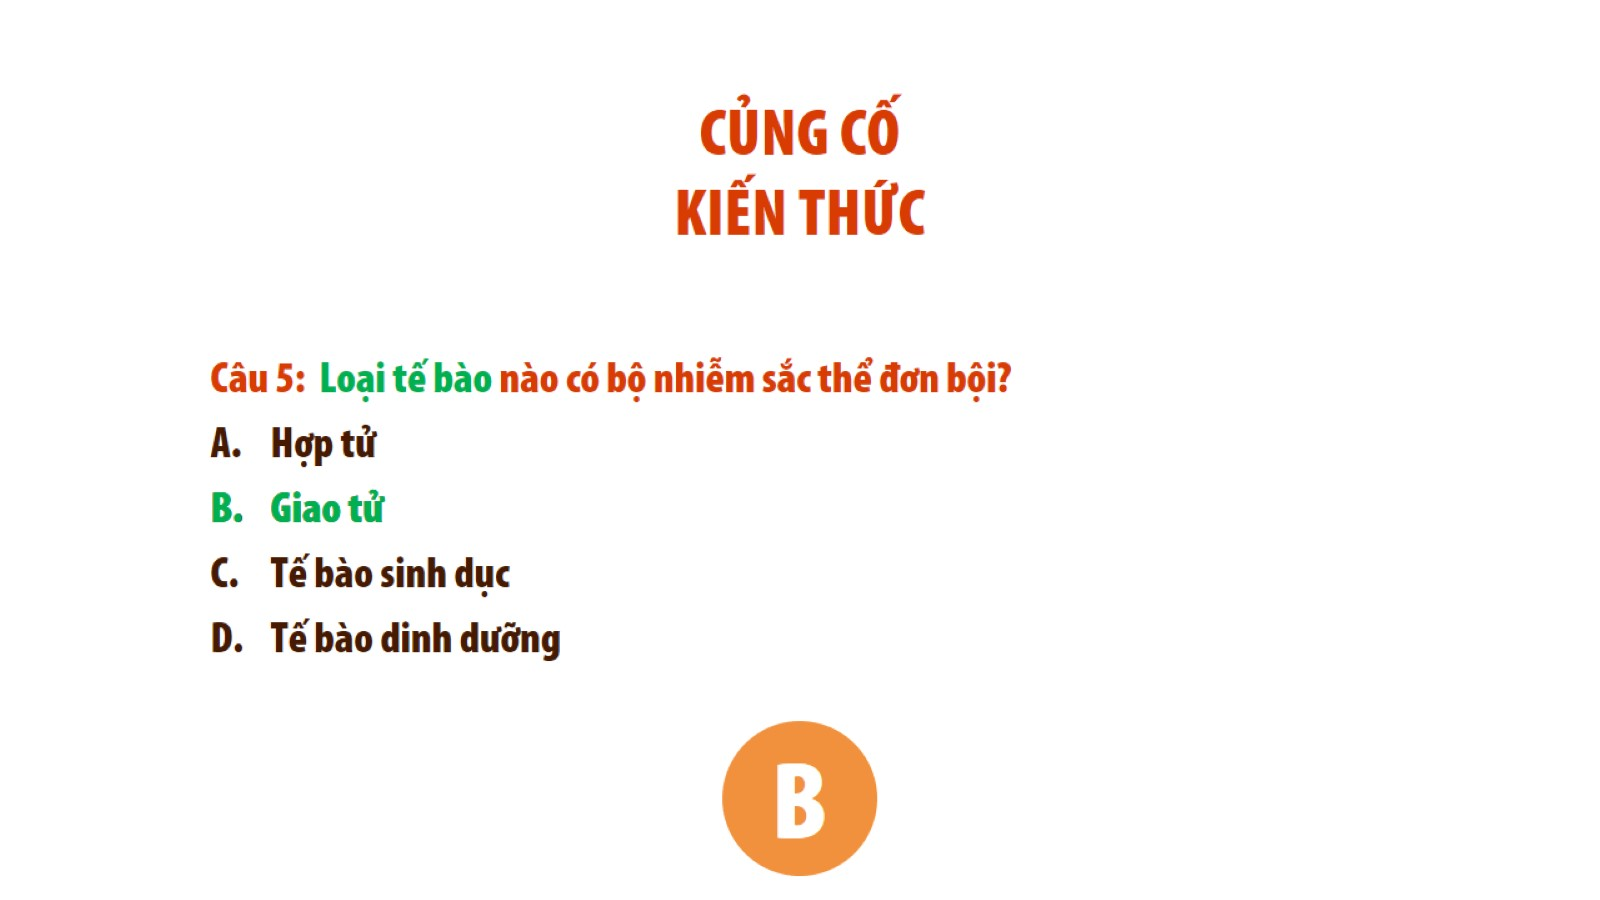 CỦNG CỐ
KIẾN THỨC
Câu 5: Loại tế bào nào có bộ nhiễm sắc thể đơn bội?
A. Hợp tử
B. Giao tử
C. Tế bào sinh dục
D. Tế bào dinh dưỡng
B